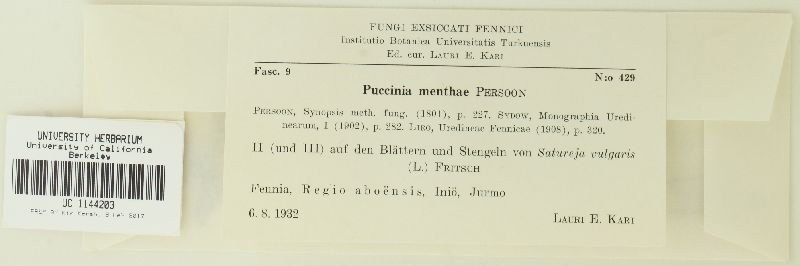 FUNGI EXSICCATI FENNICI
Institutio Botanica Universitatis Turkuensis
Ed. cur. LAURI E. KARI
Fasc. 9 N:o 429
Puccinia menthae PERSOON
PERSOON, Synopsis meth. fung. (1801), p. 227. SYDOW, Monographia Uredi-
nearum, I (1902), p. 282. LIRO, Uredineae Fennicae (1908), p. 320.
II (und III) auf den Blättern und Stengeln von Satureja vulgaris
(L.) FRITSCH
Fennia, Regio aboënsis, Iniö, Jurmo
6. 8. 1932 LAURI E. KARI
UNIVERSITY HERBARIUM
University of California
Berkeley
UC 1144203